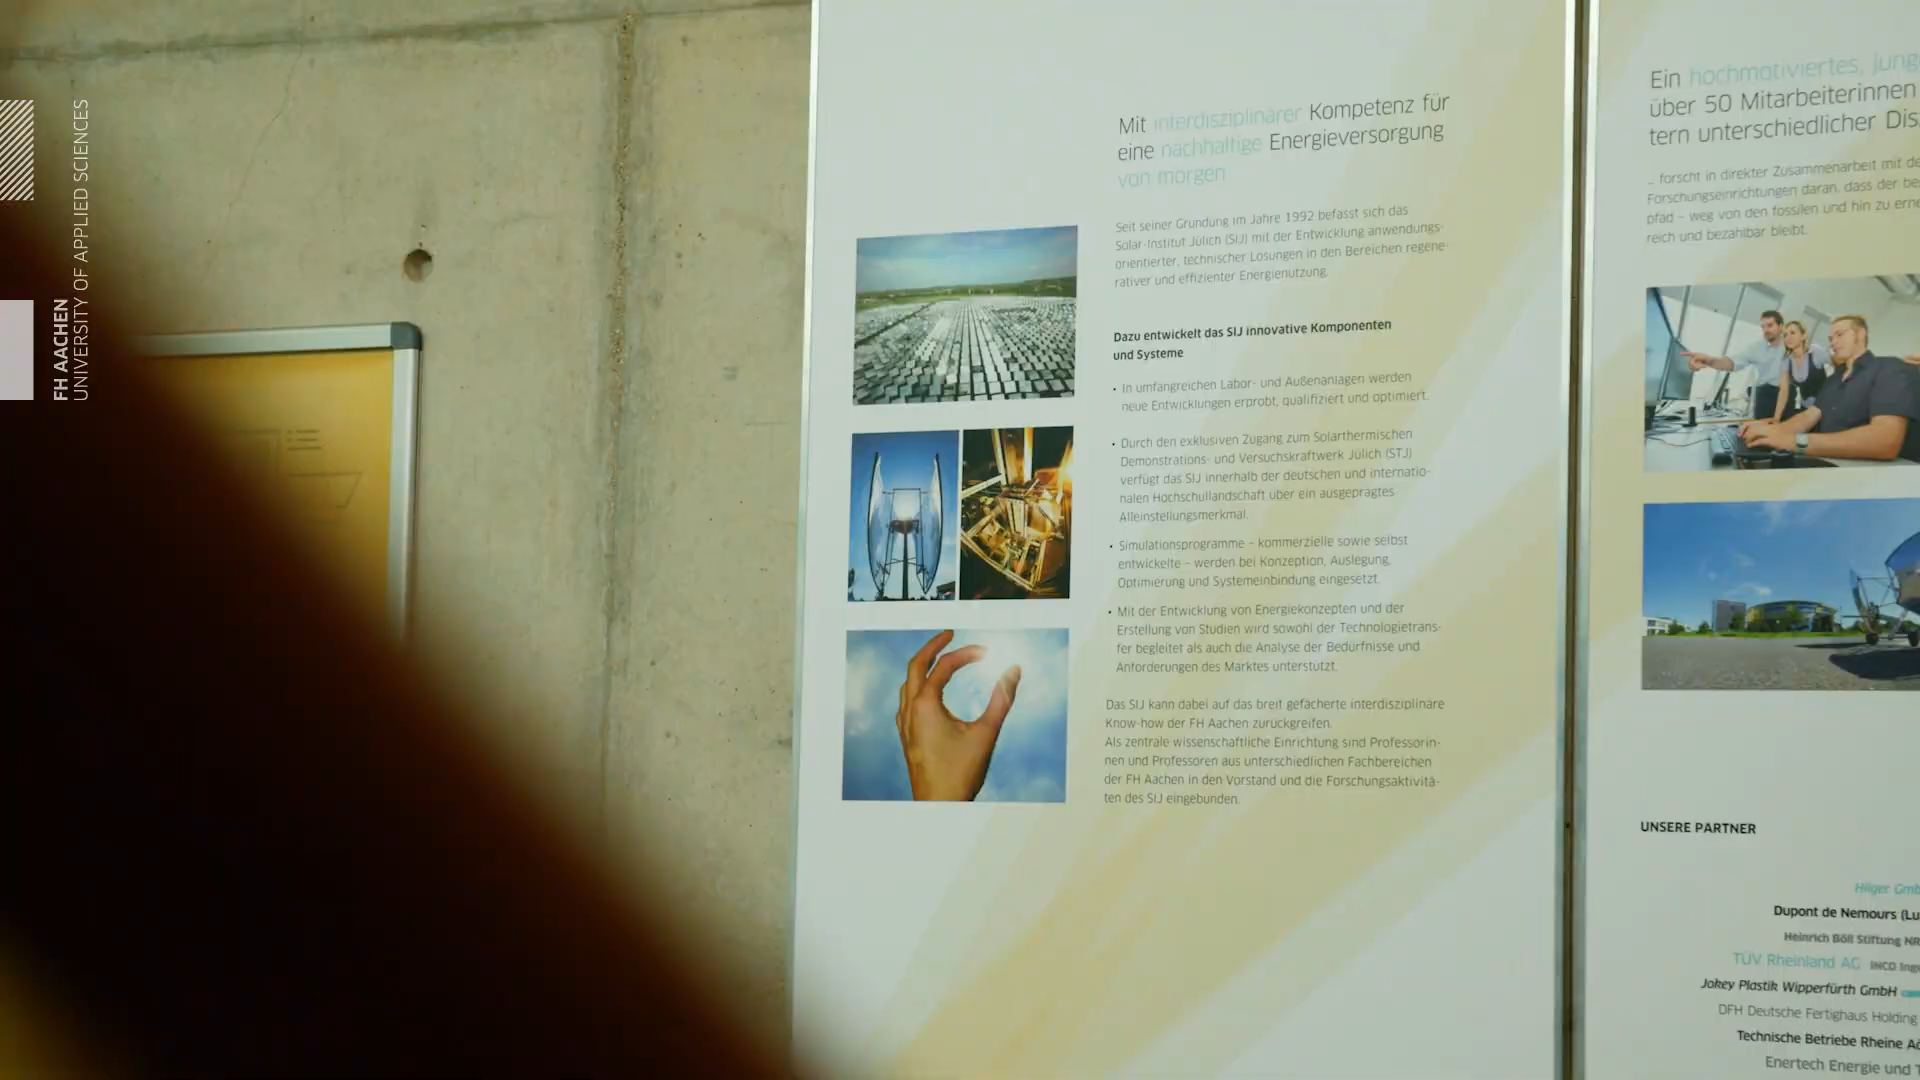 FH AACHEN
UNIVERSITY OF APPLIED SCIENCES
Mit interdisziplinärer Kompetenz für
eine nachhaltige Energieversorgung
von morgen
Seit seiner Gründung im Jahre 1992 befasst sich das
Solar-Institut Jülich (SIJ) mit der Entwicklung anwendungs-
orientierter, technischer Lösungen in den Bereichen regene-
rativer und effizienter Energienutzung.
Dazu entwickelt das SIJ innovative Komponenten
und Systeme
• In umfangreichen Labor- und Außenanlagen werden
neue Entwicklungen erprobt, qualifiziert und optimiert.
• Durch den exklusiven Zugang zum Solarthermischen
Demonstrations- und Versuchskraftwerk Jülich (STJ)
verfügt das SIJ innerhalb der deutschen und internatio-
nalen Hochschullandschaft über ein ausgeprägtes
Alleinstellungsmerkmal.
• Simulationsprogramme – kommerzielle sowie selbst
entwickelte – werden bei Konzeption, Auslegung,
Optimierung und Systemeinbindung eingesetzt.
• Mit der Entwicklung von Energiekonzepten und der
Erstellung von Studien wird sowohl der Technologietrans-
fer begleitet als auch die Analyse der Bedürfnisse und
Anforderungen des Marktes unterstützt.
Das SIJ kann dabei auf das breit gefächerte interdisziplinäre
Know-how der FH Aachen zurückgreifen.
Als zentrale wissenschaftliche Einrichtung sind Professorin-
nen und Professoren aus unterschiedlichen Fachbereichen
der FH Aachen in den Vorstand und die Forschungsaktivitä-
ten des SIJ eingebunden.
Ein hochmotiviertes, jung
über 50 Mitarbeiterinnen
tern unterschiedlicher Dis
... forscht in direkter Zusammenarbeit mit de
Forschungseinrichtungen daran, dass der be
pfad – weg von den fossilen und hin zu erne
reich und bezahlbar bleibt.
UNSERE PARTNER
Hilger Gmb
Dupont de Nemours (Lu
Heinrich Böll Stiftung NR
TÜV Rheinland AG INCO Inge
Jokey Plastik Wipperfürth GmbH
DFH Deutsche Fertighaus Holding
Technische Betriebe Rheine Aö
Enertech Energie und T